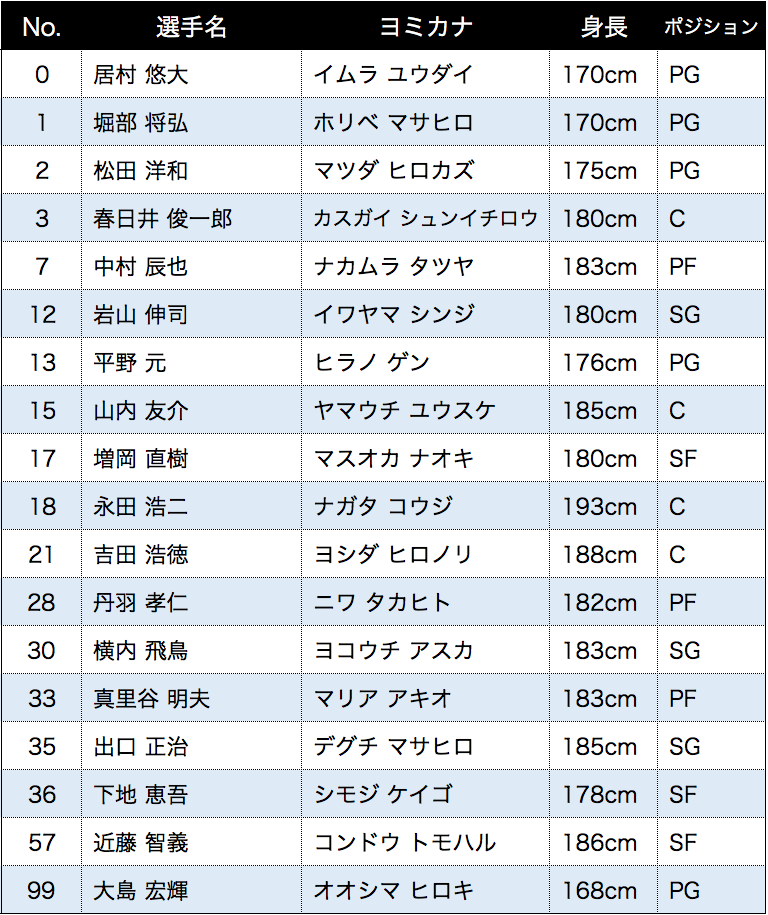 No. 選手名 ヨミカナ 身長 ポジション
0 居村 悠大 イムラ ユウダイ 170cm PG
1 堀部 将弘 ホリベ マサヒロ 170cm PG
2 松田 洋和 マツダ ヒロカズ 175cm PG
3 春日井 俊一郎 カスガイ シュンイチロウ 180cm C
7 中村 辰也 ナカムラ タツヤ 183cm PF
12 岩山 伸司 イワヤマ シンジ 180cm SG
13 平野 元 ヒラノ ゲン 176cm PG
15 山内 友介 ヤマウチ ユウスケ 185cm C
17 増岡 直樹 マスオカ ナオキ 180cm SF
18 永田 浩二 ナガタ コウジ 193cm C
21 吉田 浩徳 ヨシダ ヒロノリ 188cm C
28 丹羽 孝仁 ニワ タカヒト 182cm PF
30 横内 飛鳥 ヨコウチ アスカ 183cm SG
33 真里谷 明夫 マリア アキオ 183cm PF
35 出口 正治 デグチ マサヒロ 185cm SG
36 下地 恵吾 シモジ ケイゴ 178cm SF
57 近藤 智義 コンドウ トモハル 186cm SF
99 大島 宏輝 オオシマ ヒロキ 168cm PG